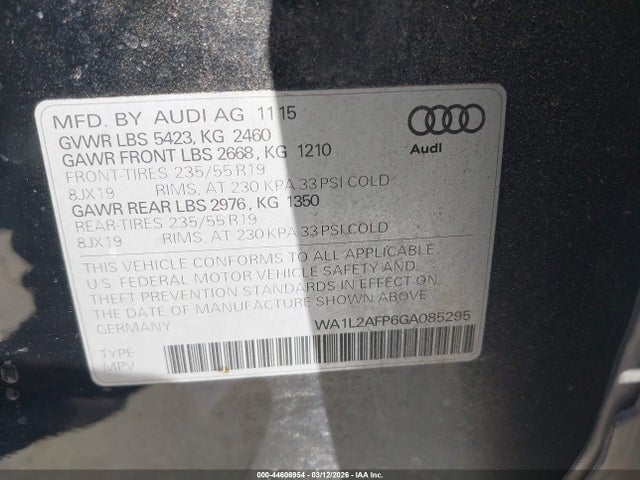 MFD. BY AUDI AG 11 15
GVWR LBS 5423, KG 2460
GAWR FRONT LBS 2668, KG 1210
FRONT-TIRES 235/55 R19
8JX19 RIMS, AT 230 KPA 33 PSI COLD
GAWR REAR LBS 2976, KG 1350
REAR-TIRES 235/55 R19
8JX19 RIMS, AT 230 KPA 33 PSI COLD
THIS VEHICLE CONFORMS TO ALL APPLICABLE
U.S. FEDERAL MOTOR VEHICLE SAFETY AND
THEFT PREVENTION STANDARDS IN EFFECT ON
THE DATE OF MANUFACTURE SHOWN ABOVE.
GERMANY WA1L2AFP6GA085295
TYPE
MPV
Audi
000-44606954 | 03/12/2026 | IAA Inc.